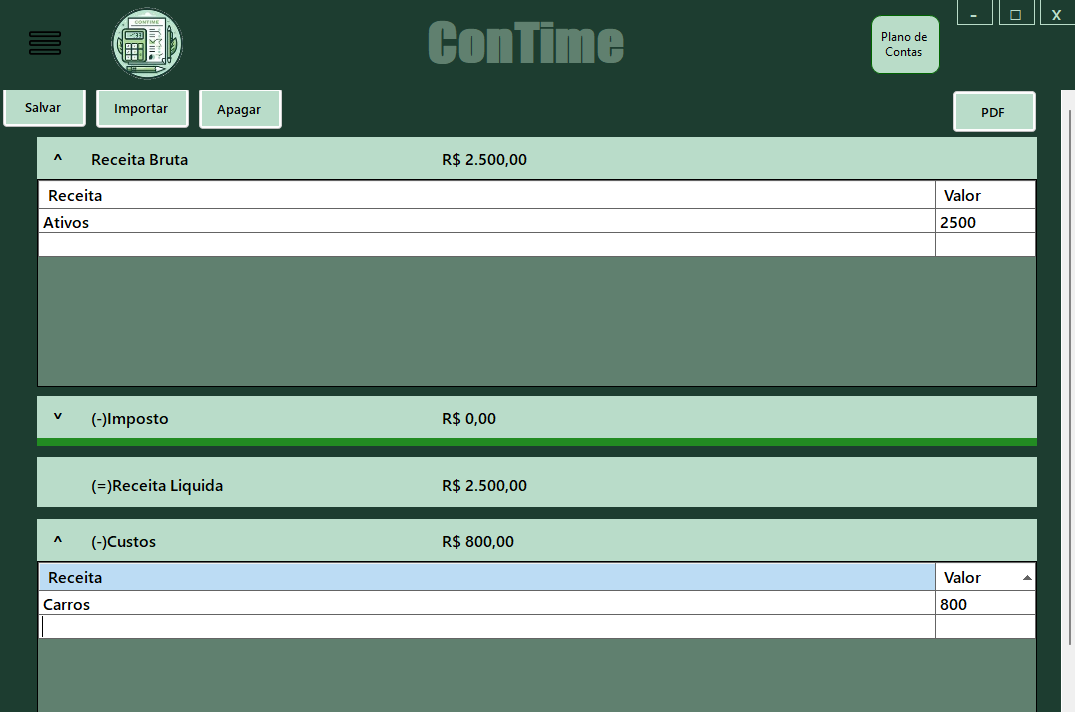 - □ X
CONTIME
ConTime
Plano de
Contas
Salvar Importar Apagar PDF
^ Receita Bruta R$ 2.500,00
Receita Valor
Ativos 2500
v (-)Imposto R$ 0,00
(=)Receita Liquida R$ 2.500,00
^ (-)Custos R$ 800,00
Receita Valor
Carros 800